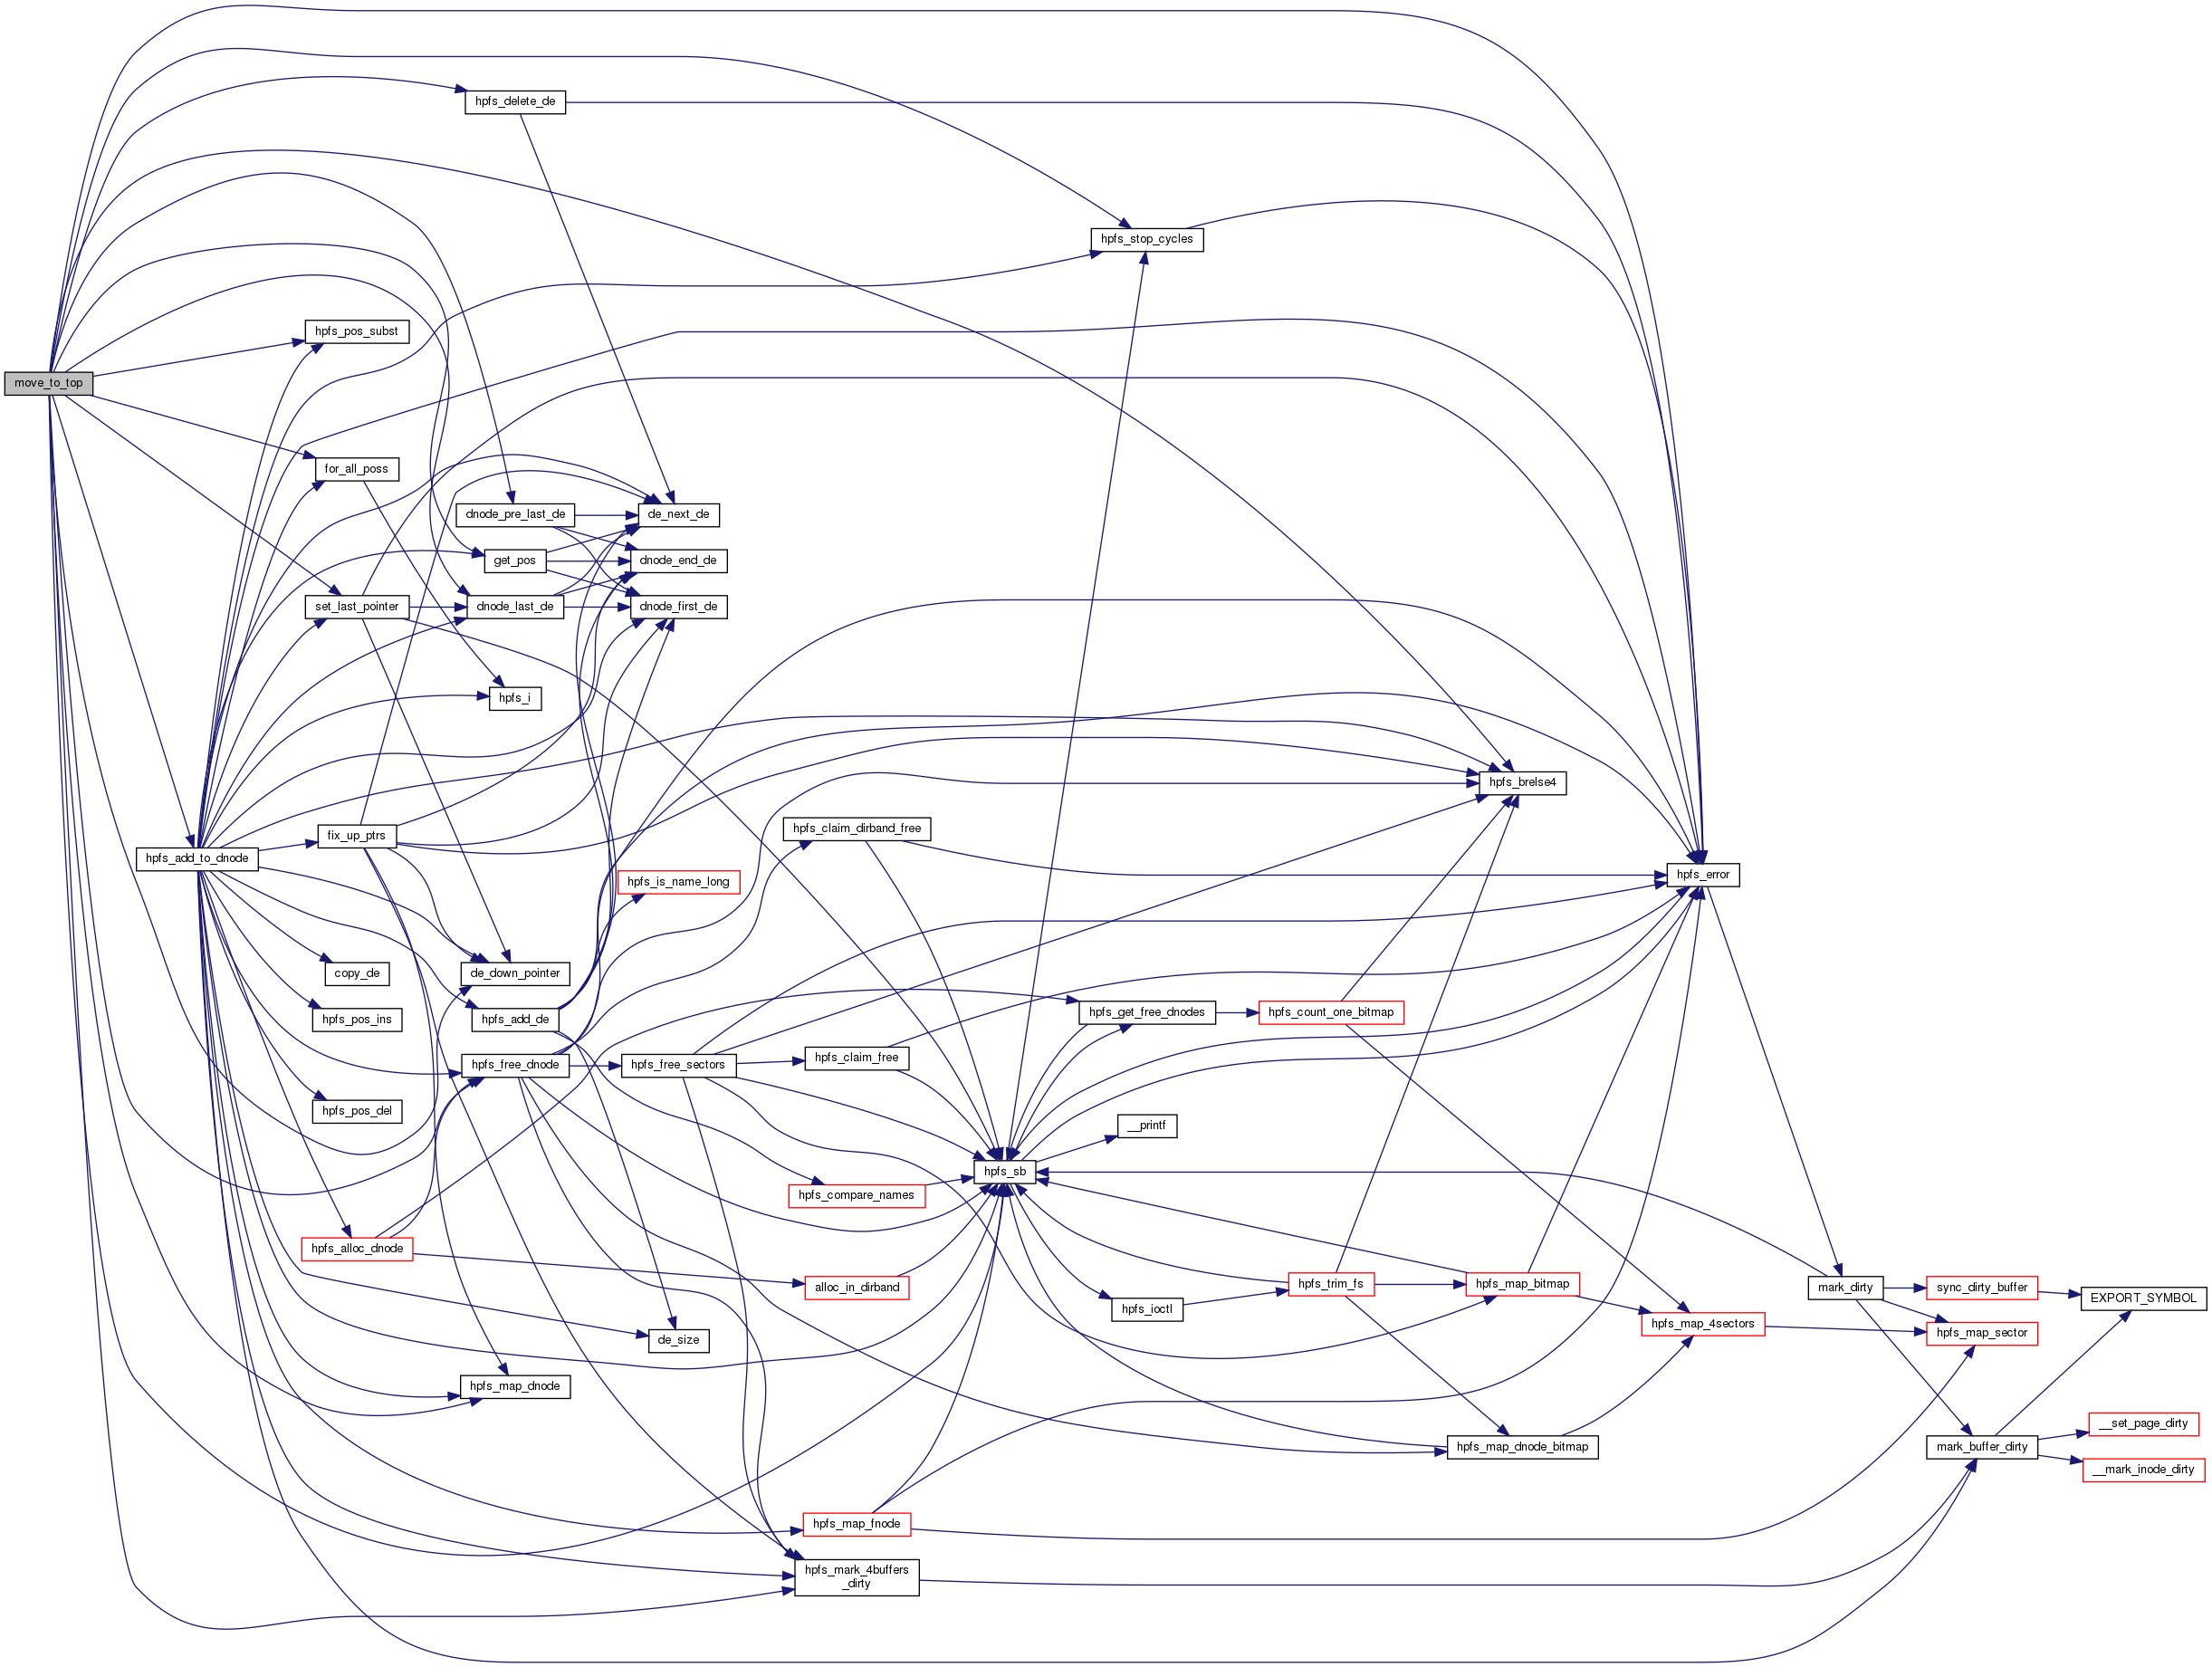 hpfs_delete_de
hpfs_stop_cycles
hpfs_pos_subst
move_to_top
for_all_poss
dnode_pre_last_de
de_next_de
get_pos
dnode_end_de
set_last_pointer
dnode_last_de
dnode_first_de
hpfs_i
hpfs_brelse4
hpfs_claim_dirband_free
fix_up_ptrs
hpfs_add_to_dnode
hpfs_error
hpfs_is_name_long
copy_de
de_down_pointer
hpfs_pos_ins
hpfs_add_de
hpfs_get_free_dnodes
hpfs_count_one_bitmap
hpfs_claim_free
hpfs_free_dnode
hpfs_free_sectors
hpfs_pos_del
__printf
hpfs_sb
hpfs_compare_names
hpfs_alloc_dnode
alloc_in_dirband
hpfs_trim_fs
hpfs_map_bitmap
mark_dirty
sync_dirty_buffer
EXPORT_SYMBOL
hpfs_ioctl
hpfs_map_4sectors
hpfs_map_sector
de_size
hpfs_map_dnode
__set_page_dirty
hpfs_map_dnode_bitmap
mark_buffer_dirty
__mark_inode_dirty
hpfs_map_fnode
hpfs_mark_4buffers
_dirty